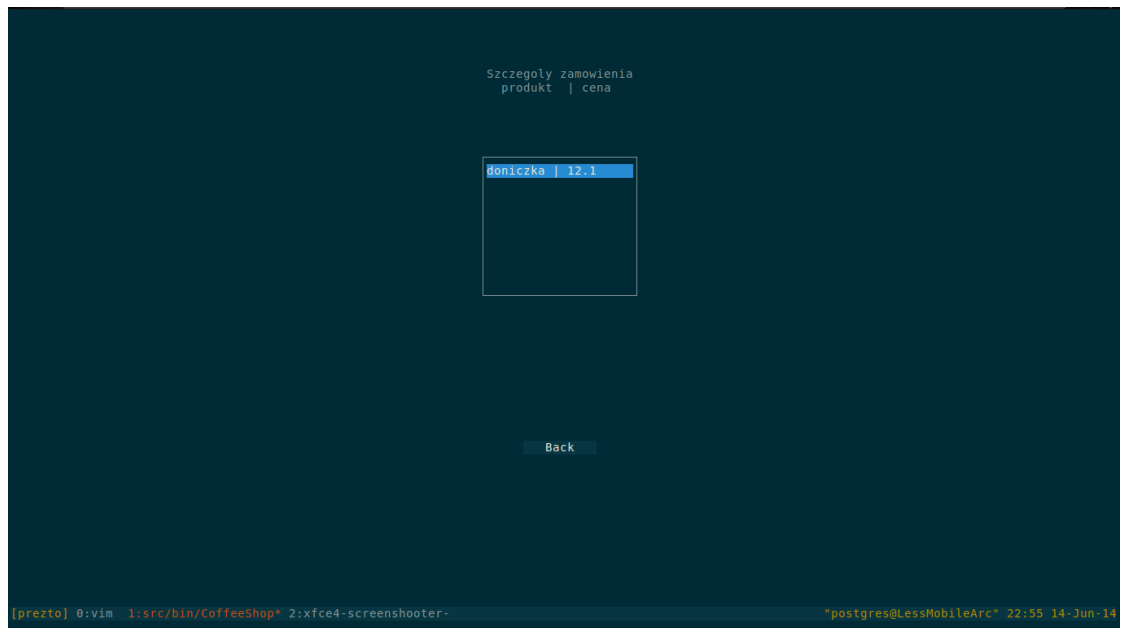 Szczegoly zamowienia
produkt | cena
doniczka | 12.1
Back
[prezto] 0:vim 1:src/bin/CoffeeShop* 2:xfce4-screenshooter- "postgres@LessMobileArc" 22:55 14-Jun-14